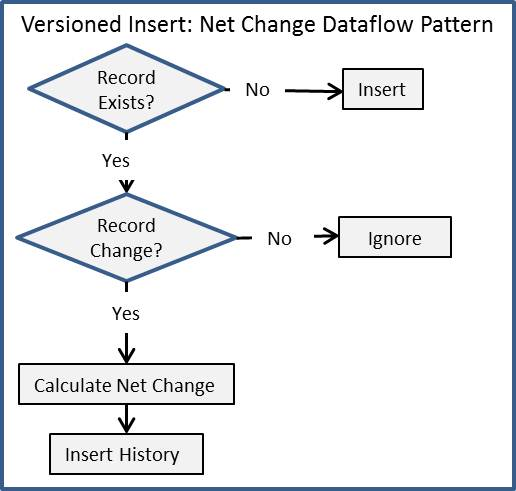 Versioned Insert: Net Change Dataflow Pattern
Record
Exists?
No
Insert
Yes
Record
Change?
No
Ignore
Yes
Calculate Net Change
Insert History